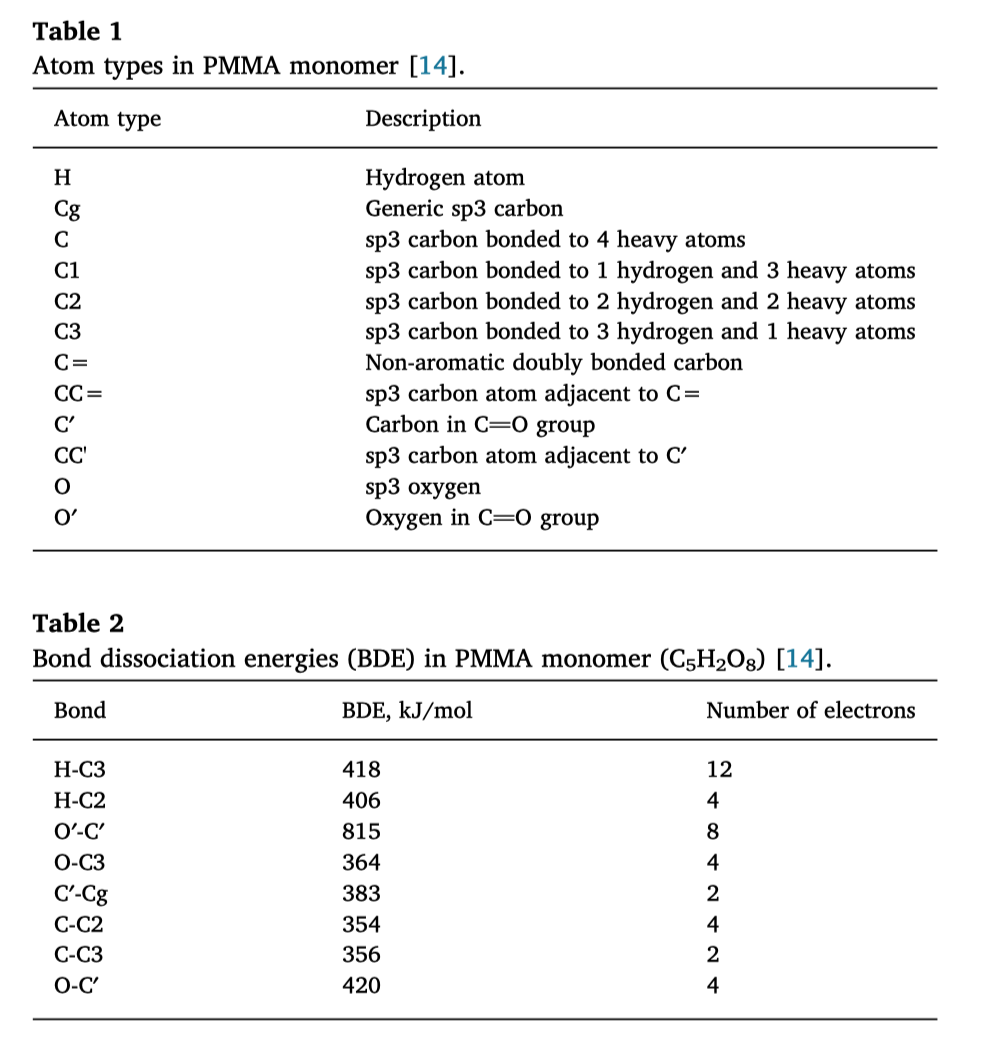 Table 1
Atom types in PMMA monomer [14].
Atom type Description
H Hydrogen atom
Cg Generic sp3 carbon
C sp3 carbon bonded to 4 heavy atoms
C1 sp3 carbon bonded to 1 hydrogen and 3 heavy atoms
C2 sp3 carbon bonded to 2 hydrogen and 2 heavy atoms
C3 sp3 carbon bonded to 3 hydrogen and 1 heavy atoms
C= Non-aromatic doubly bonded carbon
CC= sp3 carbon atom adjacent to C=
C′ Carbon in C=O group
CC' sp3 carbon atom adjacent to C′
O sp3 oxygen
O′ Oxygen in C=O group
Table 2
Bond dissociation energies (BDE) in PMMA monomer (C₅H₂O₈) [14].
Bond BDE, kJ/mol Number of electrons
H-C3 418 12
H-C2 406 4
O′-C′ 815 8
O-C3 364 4
C′-Cg 383 2
C-C2 354 4
C-C3 356 2
O-C′ 420 4